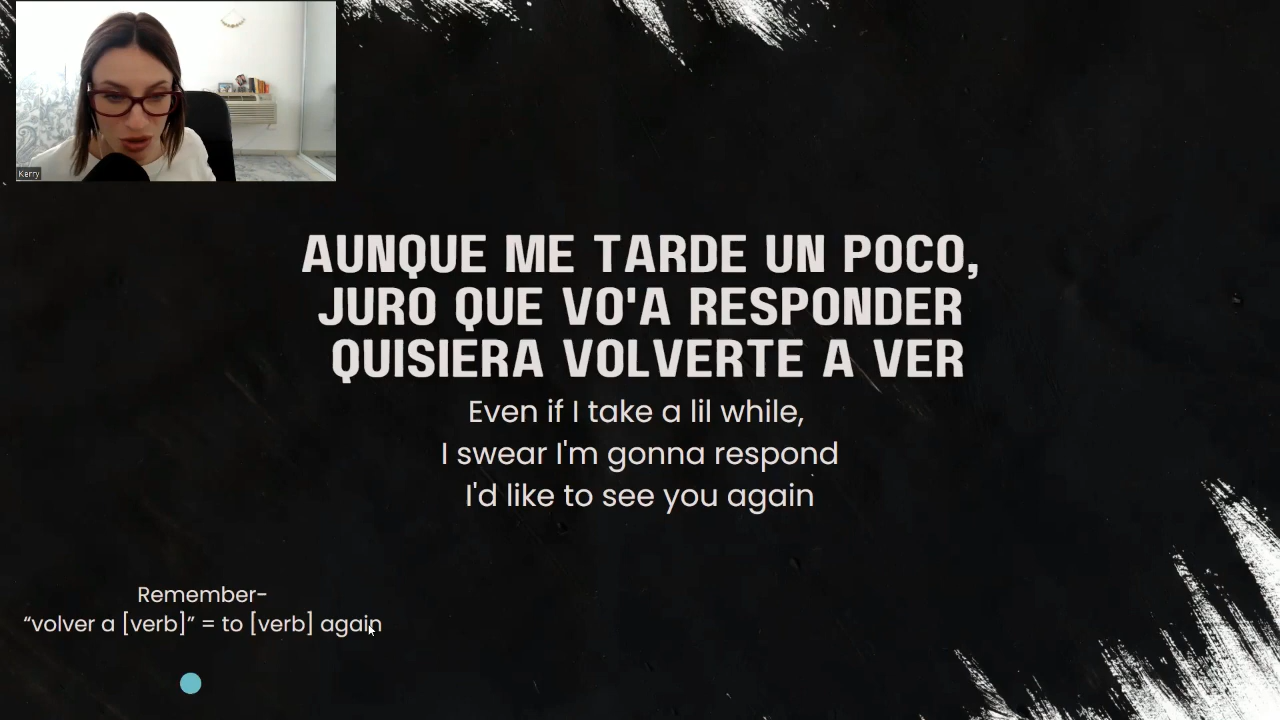 Kerry
AUNQUE ME TARDE UN POCO,
JURO QUE VO'A RESPONDER
QUISIERA VOLVERTE A VER
Even if I take a lil while,
I swear I'm gonna respond
I'd like to see you again
Remember-
“volver a [verb]” = to [verb] again